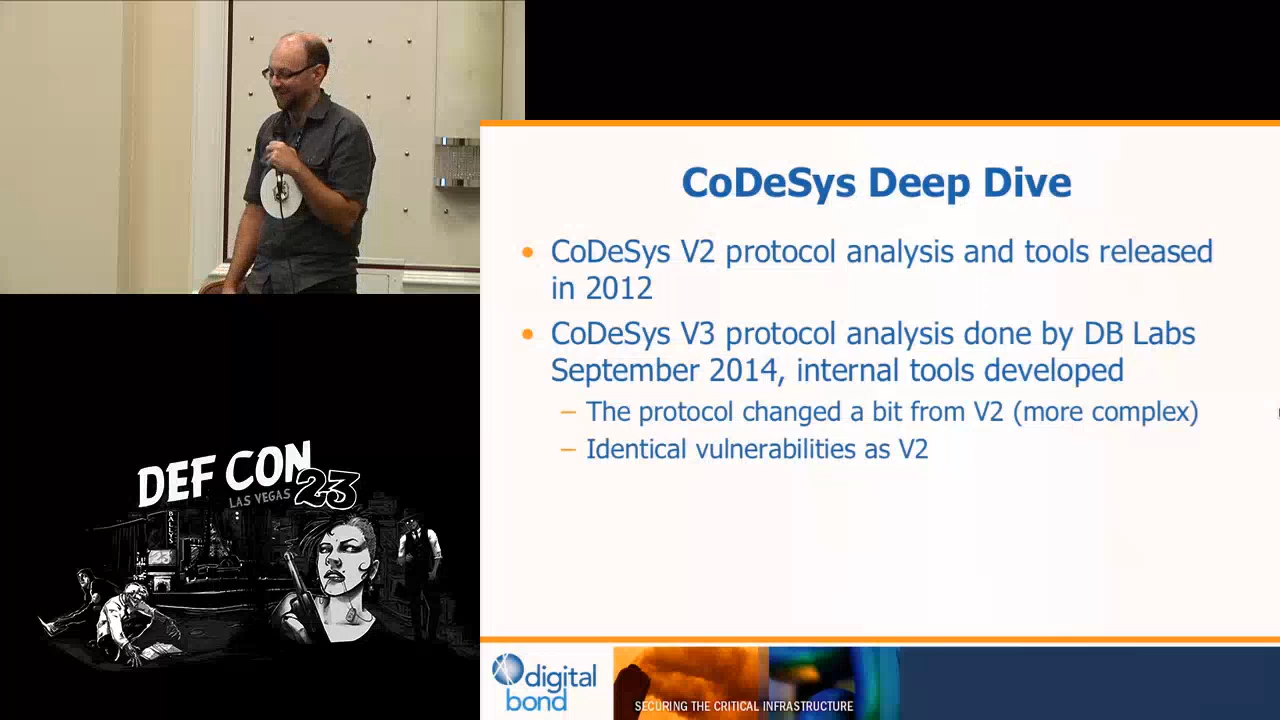 CoDeSys Deep Dive
• CoDeSys V2 protocol analysis and tools released
in 2012
• CoDeSys V3 protocol analysis done by DB Labs
September 2014, internal tools developed
– The protocol changed a bit from V2 (more complex)
– Identical vulnerabilities as V2
DEF CON
LAS VEGAS 23
BALLYS
23
digital
bond
SECURING THE CRITICAL INFRASTRUCTURE